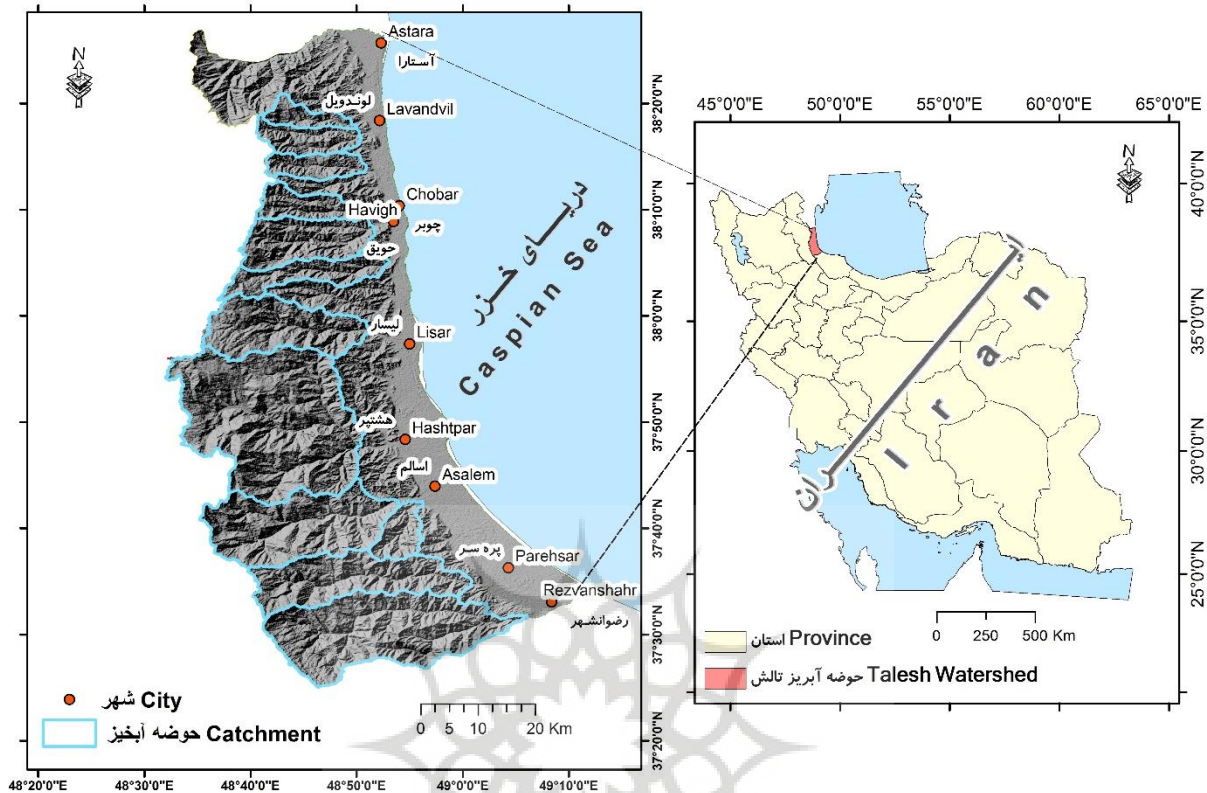 N
Astara
آستارا
لوندویل
Lavandvil
Chobar
Havigh
چوبر
حویق
دریای خزر
Caspian Sea
لیسار
Lisar
هشتپر
Hashtpar
اسالم
Asalem
پره سر
Parehsar
Rezvanshahr
رضوانشهر
شهر City
حوضه آبخیز Catchment
0 5 10 20 Km
38°20'0"N
38°10'0"N
38°0'0"N
37°50'0"N
37°40'0"N
37°30'0"N
37°20'0"N
48°20'0"E 48°30'0"E 48°40'0"E 48°50'0"E 49°0'0"E 49°10'0"E
45°0'0"E 50°0'0"E 55°0'0"E 60°0'0"E 65°0'0"E
N
40°0'0"N
35°0'0"N
30°0'0"N
25°0'0"N
ایران
Iran
0 250 500 Km
استان Province
حوضه آبریز تالش Talesh Watershed